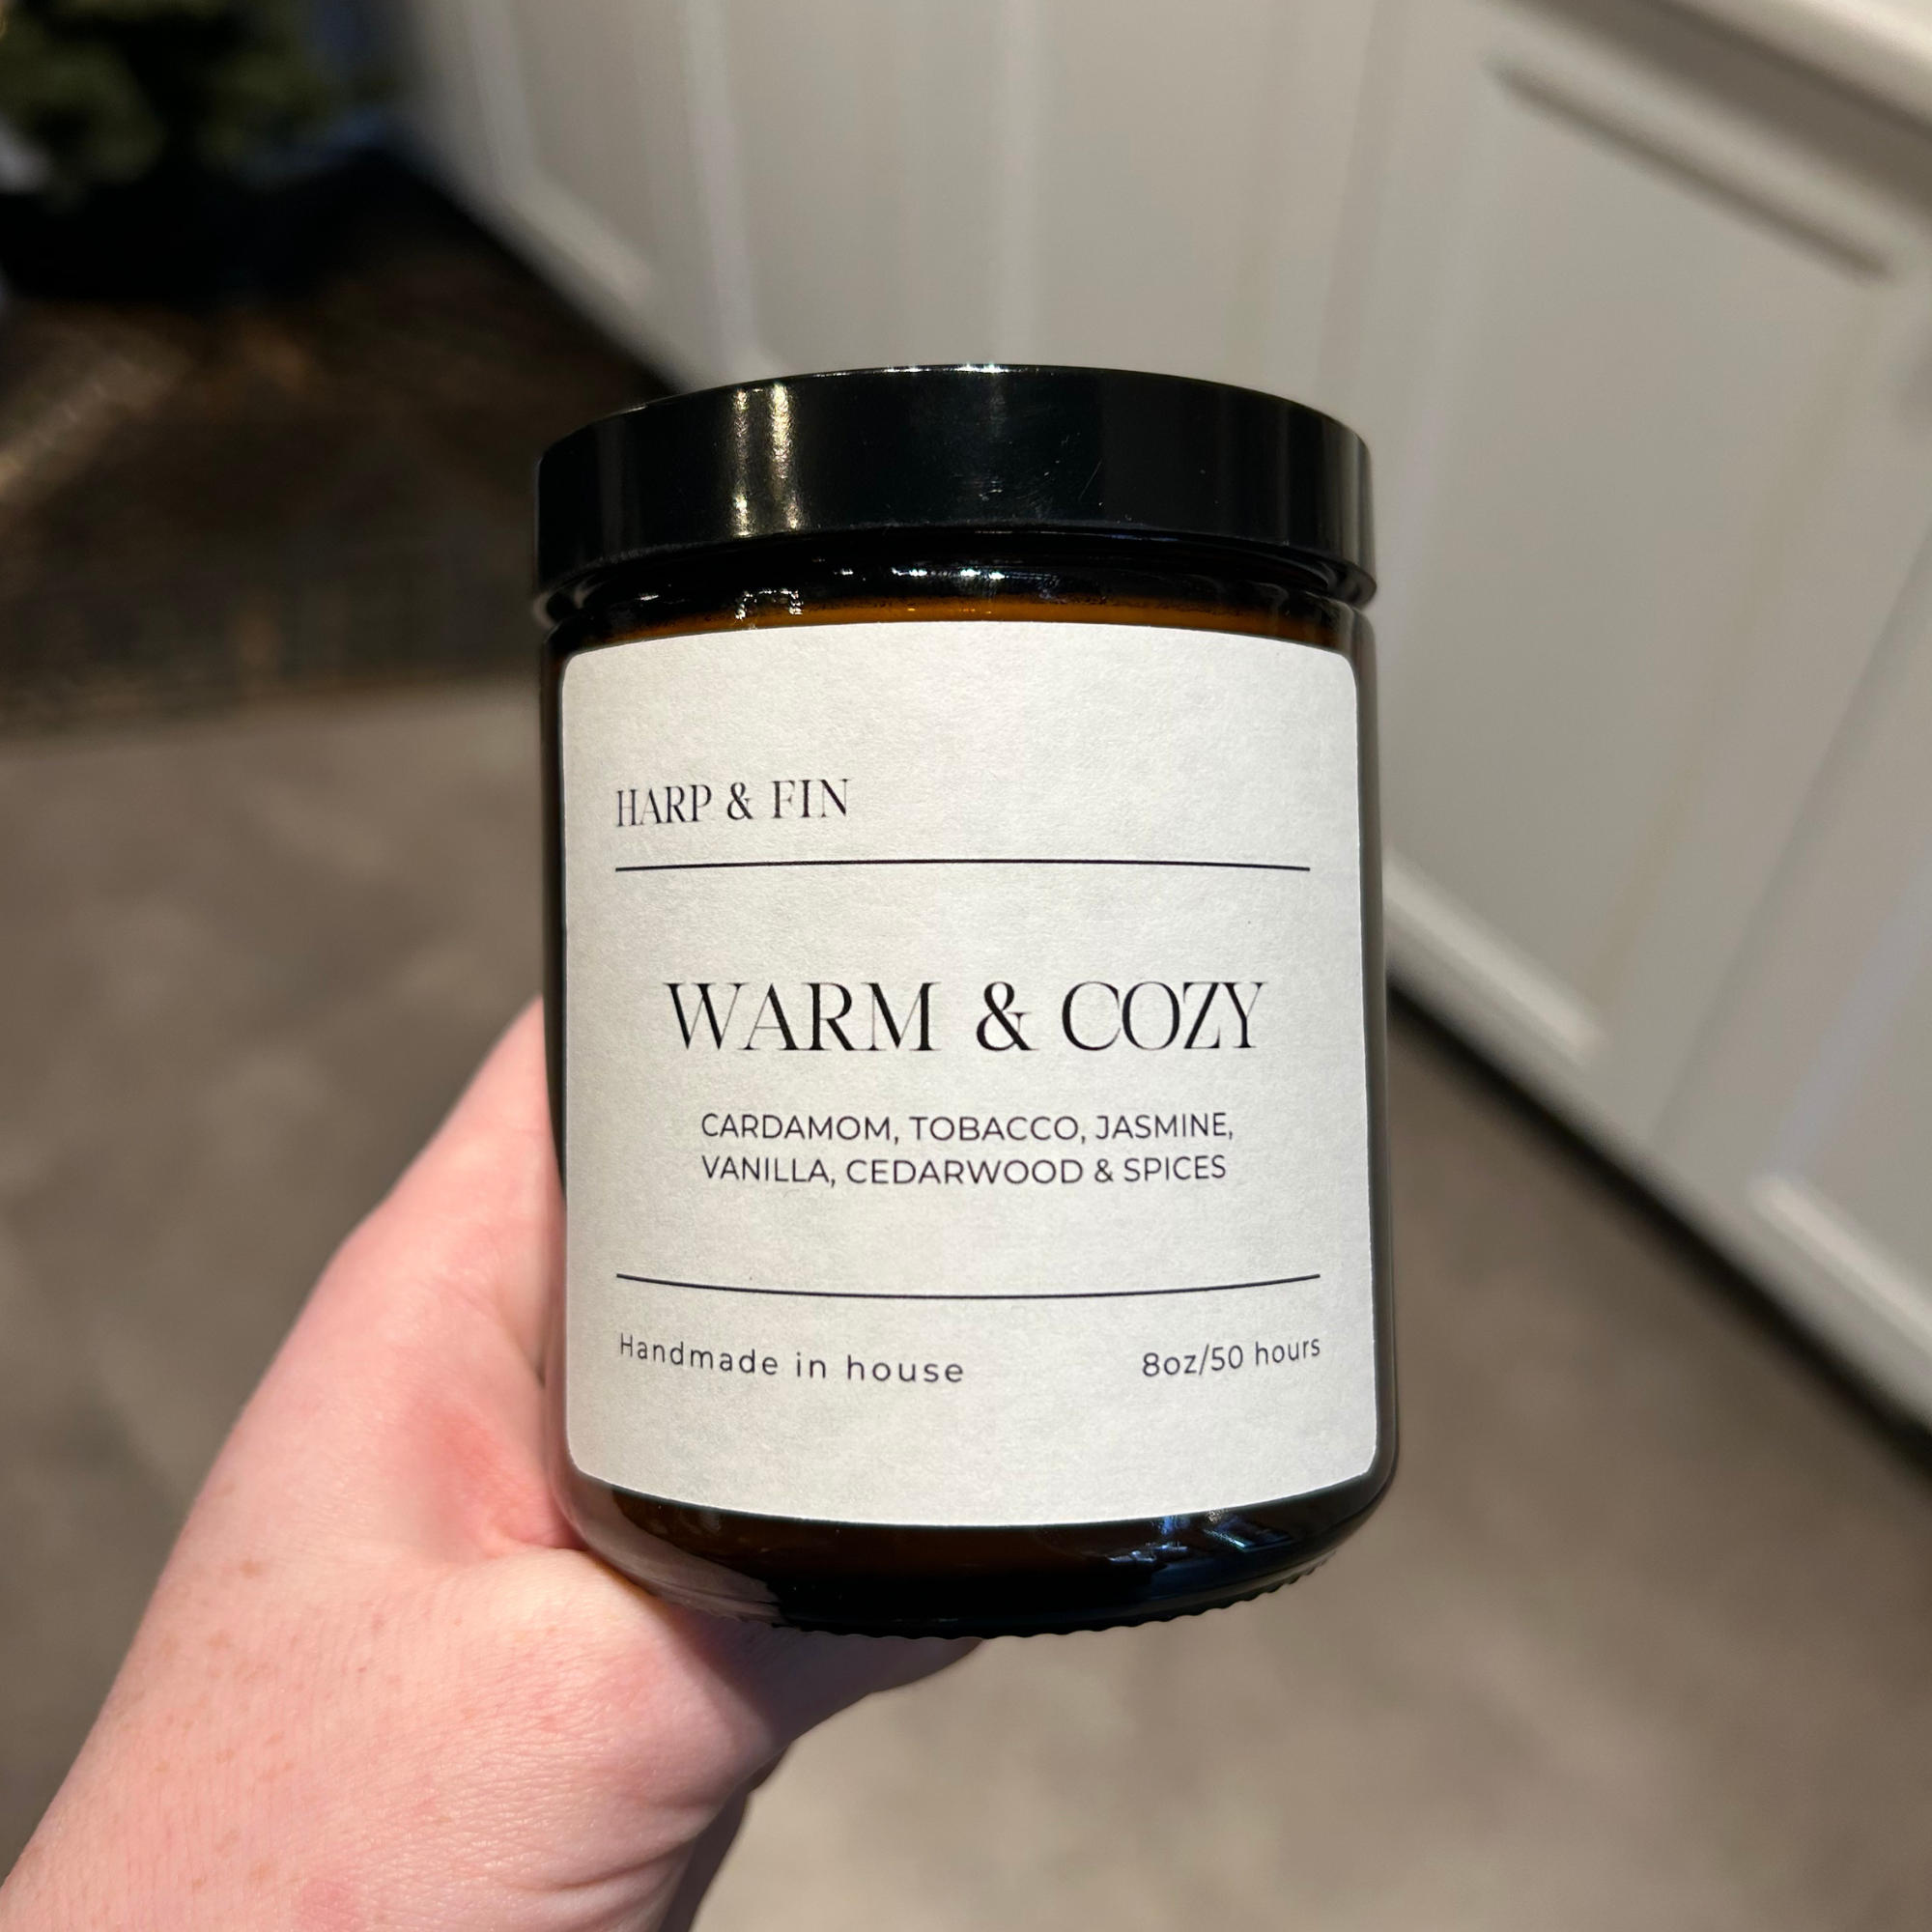 HARP & FIN
WARM & COZY
CARDAMOM, TOBACCO, JASMINE,
VANILLA, CEDARWOOD & SPICES
Handmade in house
8oz/50 hours